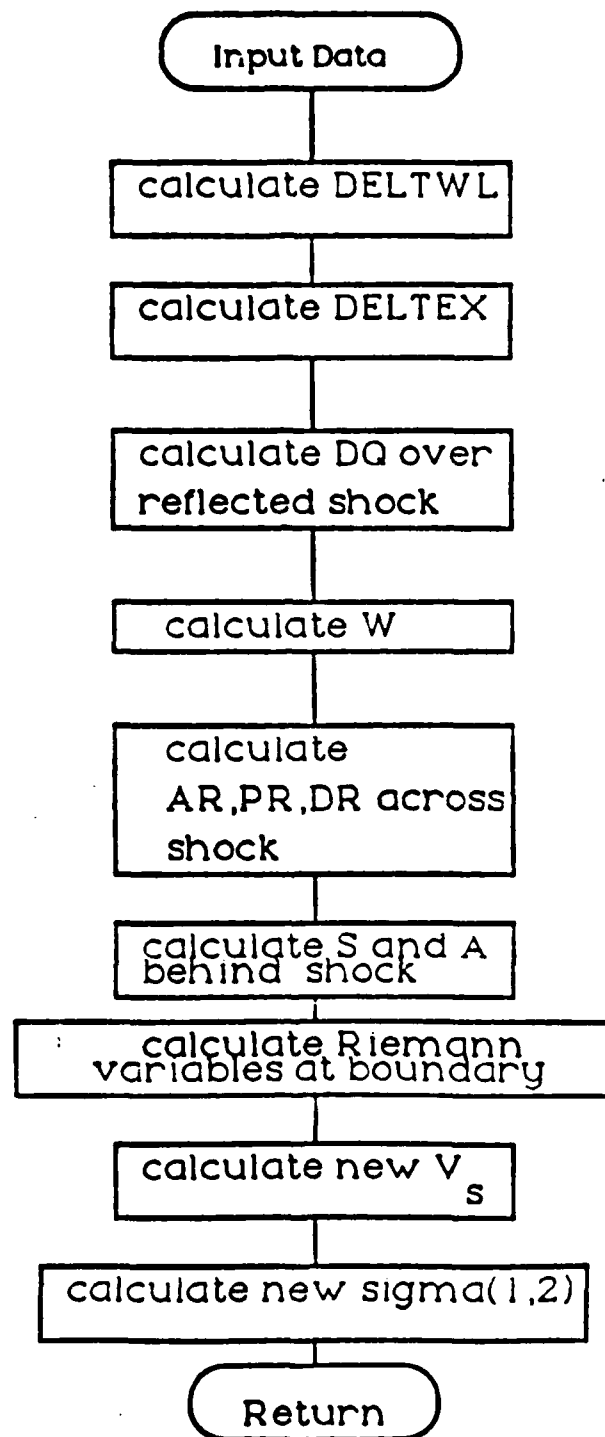 Input Data
calculate DELTWL
calculate DELTEX
calculate DQ over
reflected shock
calculate W
calculate
AR,PR,DR across
shock
calculate S and A
behind shock
calculate Riemann
variables at boundary
calculate new V
s
calculate new sigma(1,2)
Return